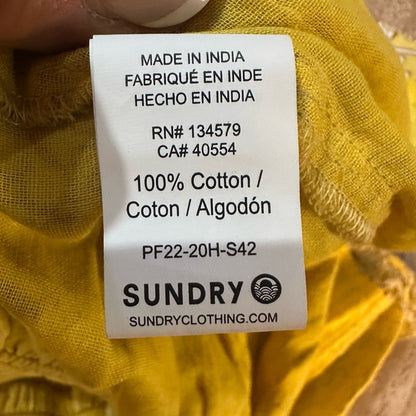 MADE IN INDIA
FABRIQUÉ EN INDE
HECHO EN INDIA
RN# 134579
CA# 40554
100% Cotton /
Coton / Algodón
PF22-20H-S42
SUNDRY
SUNDRYCLOTHING.COM